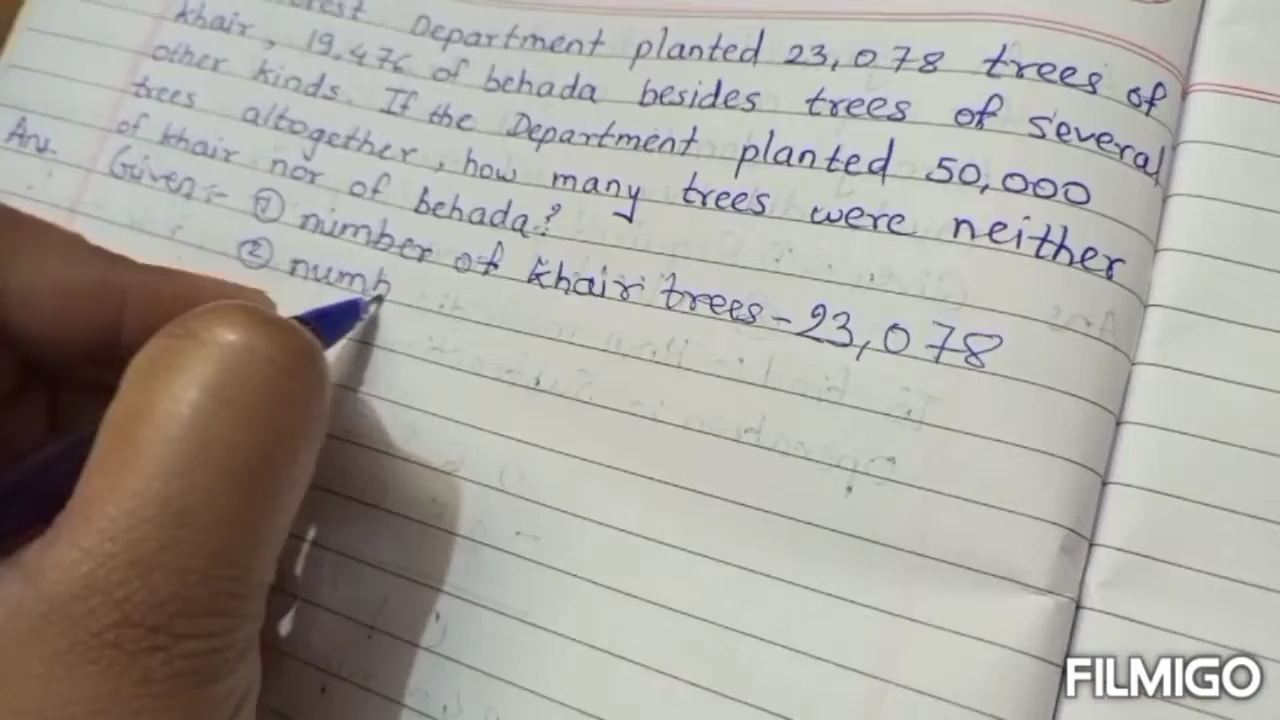 Department planted 23,078 trees of
khair, 19,476 of behada besides trees of several
other kinds. If the Department planted 50,000
trees altogether, how many trees were neither
of khair nor of behada?
Ans. Given :- ① number of khair trees - 23,078
② numb
FILMIGO